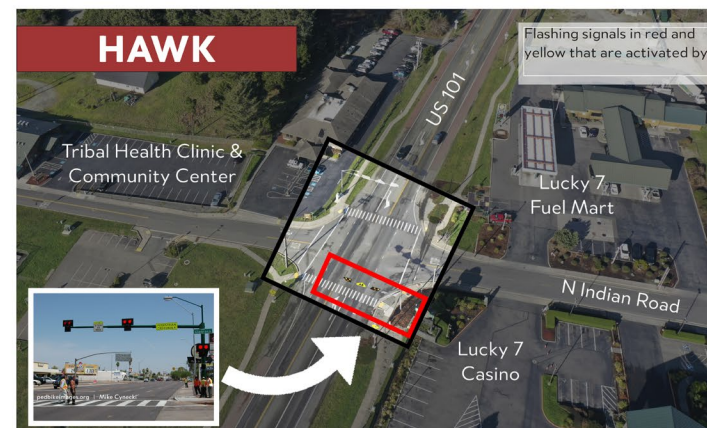 HAWK
Flashing signals in red and
yellow that are activated by
US 101
Tribal Health Clinic &
Community Center
Lucky 7
Fuel Mart
N Indian Road
Lucky 7
Casino
pedbikeimages.org | Mike Cynecki